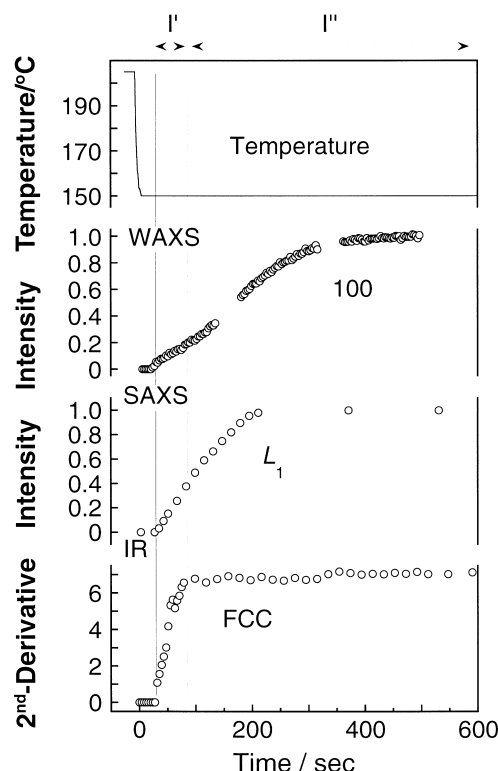 I' I"
Temperature/°C
190
170
150
Temperature
WAXS
Intensity
1.0
0.8
0.6
0.4
0.2
0
100
SAXS
Intensity
1.0
0.8
0.6
0.4
0.2
0
L1
IR
2nd-Derivative
6
4
2
0
FCC
0 200 400 600
Time / sec